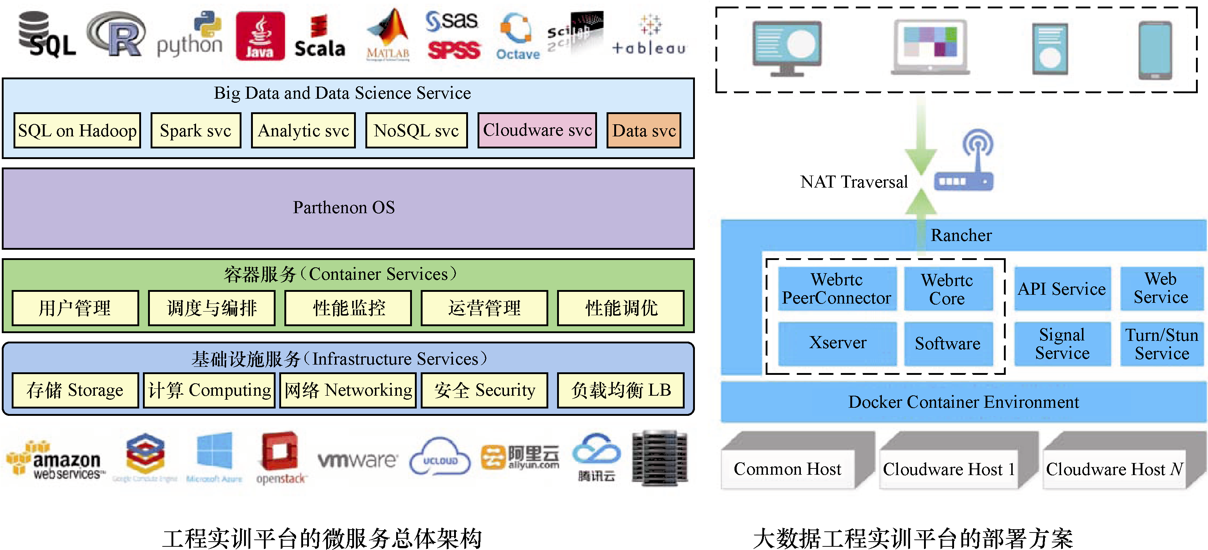 SQL
R
python
Java
Scala
MATLAB
SAS
SPSS
Octave
scilab
+ableau
Big Data and Data Science Service
SQL on Hadoop
Spark svc
Analytic svc
NoSQL svc
Cloudware svc
Data svc
Parthenon OS
容器服务(Container Services)
用户管理
调度与编排
性能监控
运营管理
性能调优
基础设施服务(Infrastructure Services)
存储 Storage
计算 Computing
网络 Networking
安全 Security
负载均衡 LB
amazon
webservices™
Google Compute Engine
Microsoft Azure
openstack
vmware
UCLOUD
阿里云
aliyun.com
腾讯云
工程实训平台的微服务总体架构
NAT Traversal
Rancher
Webrtc
PeerConnector
Webrtc
Core
API Service
Web
Service
Xserver
Software
Signal
Service
Turn/Stun
Service
Docker Container Environment
Common Host
Cloudware Host 1
Cloudware Host N
大数据工程实训平台的部署方案